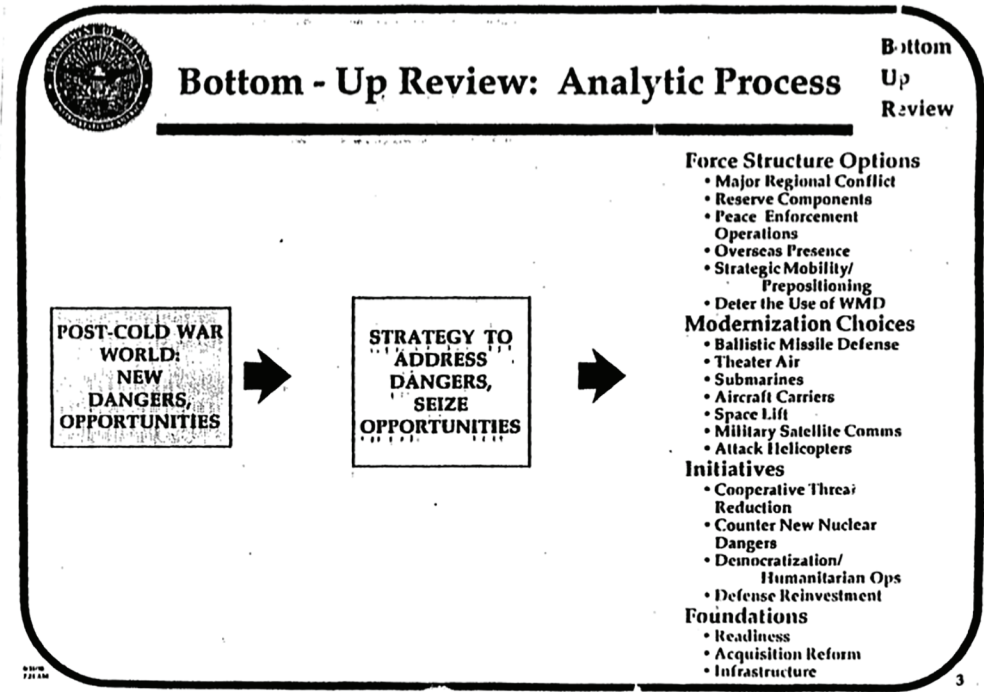 Bottom - Up Review: Analytic Process
Bottom
Up
Review
POST-COLD WAR
WORLD:
NEW
DANGERS,
OPPORTUNITIES
STRATEGY TO
ADDRESS
DANGERS,
SEIZE
OPPORTUNITIES
Force Structure Options
• Major Regional Conflict
• Reserve Components
• Peace Enforcement
Operations
• Overseas Presence
• Strategic Mobility/
Prepositioning
• Deter the Use of WMD
Modernization Choices
• Ballistic Missile Defense
• Theater Air
• Submarines
• Aircraft Carriers
• Space Lift
• Military Satellite Comms
• Attack Helicopters
Initiatives
• Cooperative Threat
Reduction
• Counter New Nuclear
Dangers
• Democratization/
Humanitarian Ops
• Defense Reinvestment
Foundations
• Readiness
• Acquisition Reform
• Infrastructure
3